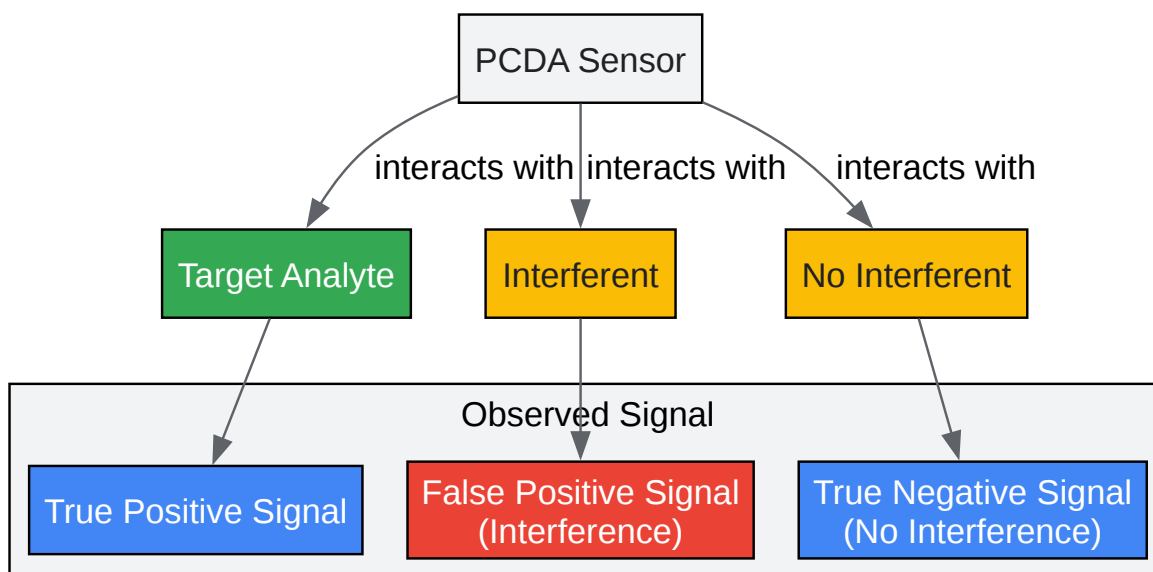 PCDA Sensor
interacts with
interacts with
interacts with
Target Analyte
Interferent
No Interferent
Observed Signal
True Positive Signal
False Positive Signal
(Interference)
True Negative Signal
(No Interference)